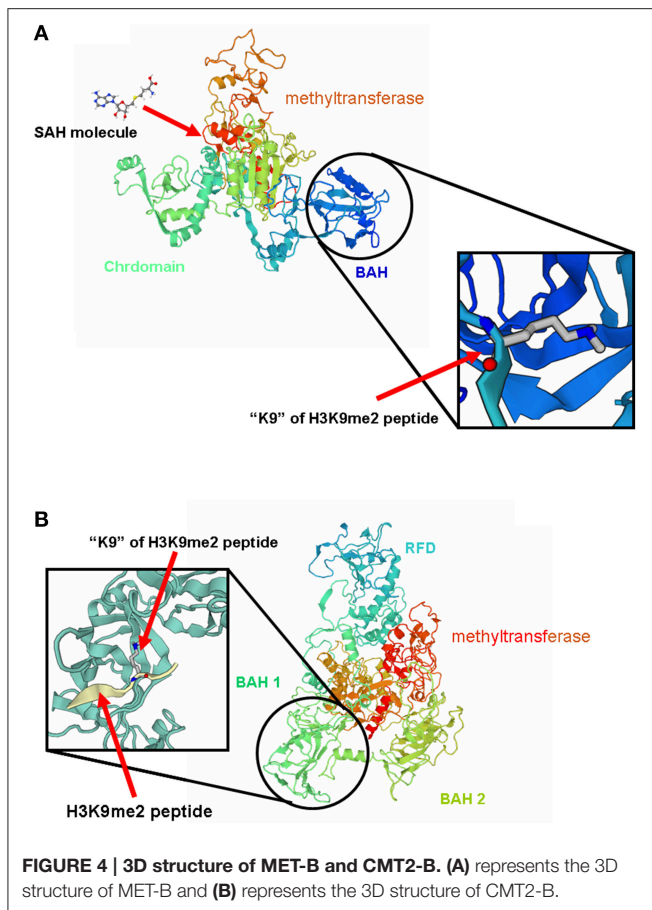 A
methyltransferase
SAH molecule
Chrdomain
BAH
"K9" of H3K9me2 peptide
B
"K9" of H3K9me2 peptide
RFD
methyltransferase
BAH 1
BAH 2
H3K9me2 peptide
FIGURE 4 | 3D structure of MET-B and CMT2-B. (A) represents the 3D
structure of MET-B and (B) represents the 3D structure of CMT2-B.